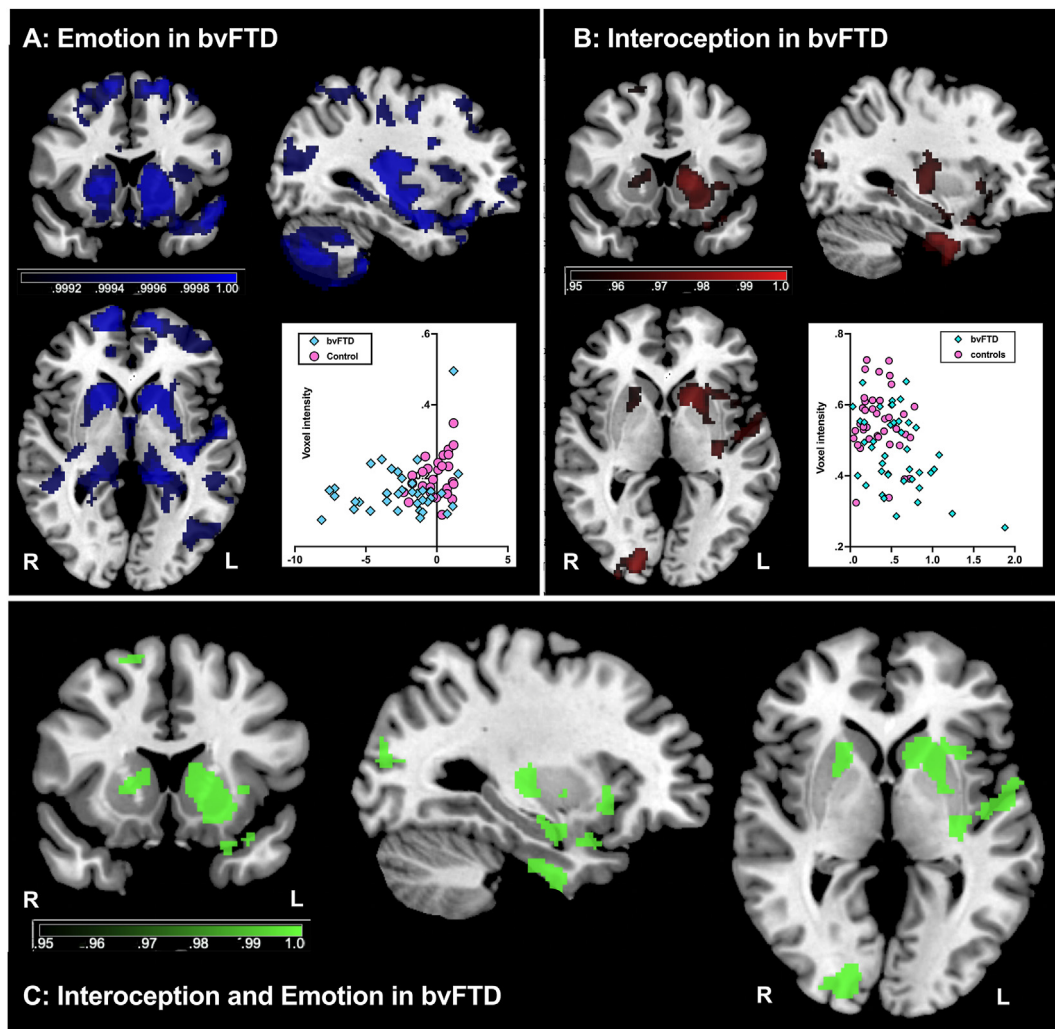 A: Emotion in bvFTD
.9992 .9994 .9996 .9998 1.00
R L
bvFTD
Control
Voxel intensity
.6
.4
-10 -5 0 5
B: Interoception in bvFTD
.95 .96 .97 .98 .99 1.0
R L
bvFTD
controls
Voxel intensity
.8
.6
.4
.2
0.0 0.5 1.0 1.5 2.0
R L
.95 .96 .97 .98 .99 1.0
C: Interoception and Emotion in bvFTD
R L